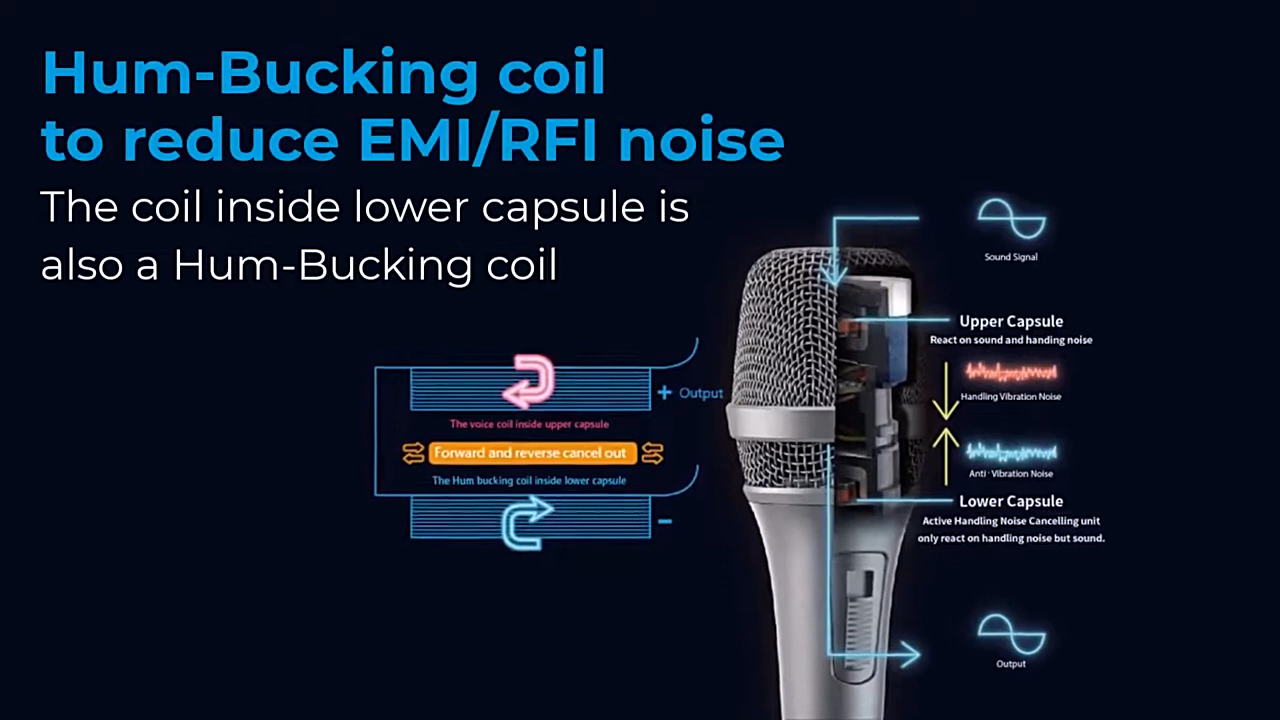 Hum-Bucking coil
to reduce EMI/RFI noise
The coil inside lower capsule is
also a Hum-Bucking coil
Sound Signal
Upper Capsule
React on sound and handing noise
Handling Vibration Noise
+ Output
The voice coil inside upper capsule
Forward and reverse cancel out
The Hum bucking coil inside lower capsule
−
Anti · Vibration Noise
Lower Capsule
Active Handling Noise Cancelling unit
only react on handling noise but sound.
Output